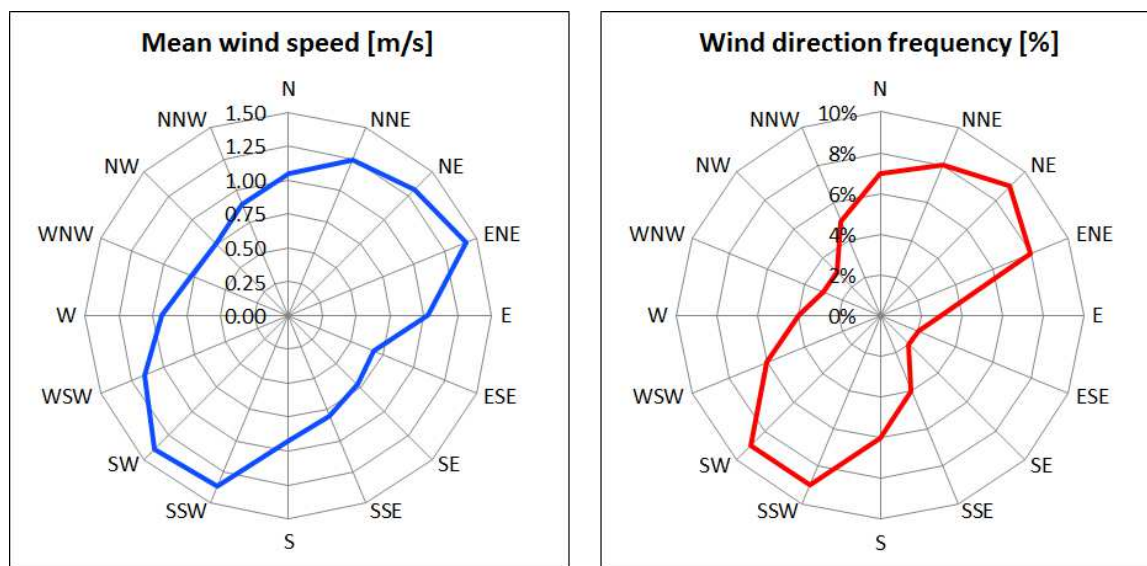 Mean wind speed [m/s]
N
NNE
NE
ENE
E
ESE
SE
SSE
S
SSW
SW
WSW
W
WNW
NW
NNW
1.50
1.25
1.00
0.75
0.50
0.25
0.00
Wind direction frequency [%]
N
NNE
NE
ENE
E
ESE
SE
SSE
S
SSW
SW
WSW
W
WNW
NW
NNW
10%
8%
6%
4%
2%
0%